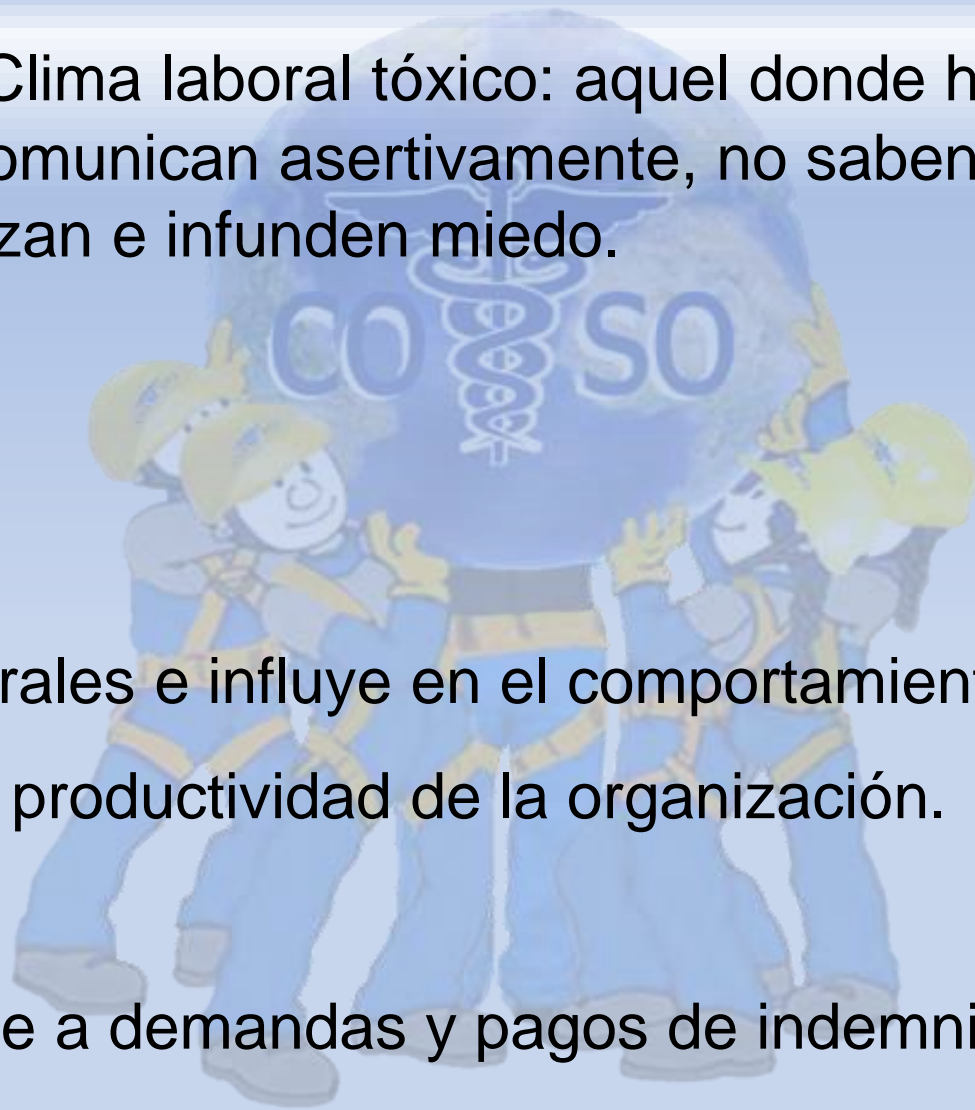 Clima laboral tóxico: aquel donde h
omunican asertivamente, no saben
zan e infunden miedo.
CO SO
rales e influye en el comportamient
productividad de la organización.
e a demandas y pagos de indemni